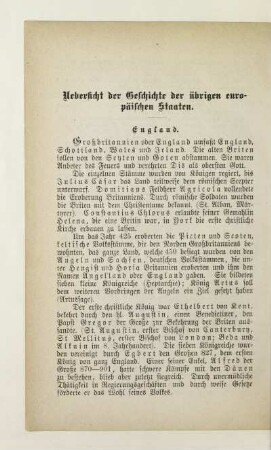 Uebersicht der Geschichte der übrigen euro-
päischen Staaten.
England.
Großbritannien oder England umfaßt England,
Schottland, Wales und Irland. Die alten Briten
sollen von den Scyten und Goten abstammen. Sie waren
Anbeter des Feuers und verehrten Dis als obersten Gott.
Die einzelnen Stämme wurden von Königen regiert, bis
Julius Cäsar das Land teilweise dem römischen Scepter
unterwarf. Domitians Feldherr Agricola vollendete
die Eroberung Britanniens. Durch römische Soldaten wurden
die Briten mit dem Christentume bekannt. (St. Alban, Mär-
tyrer). Constantius Chlorus erlaubte seiner Gemahlin
Helena, die eine Britin war, in York die erste christliche
Kirche erbauen zu lassen.
Um das Jahr 425 eroberten die Picten und Scoten,
keltische Volksstämme, die den Norden Großbritanniens be-
wohnten, das ganze Land, welche 450 besiegt wurden von den
Angeln und Sachsen, deutschen Volksstämmen, die un-
ter Hengist und Horsa Britannien eroberten und ihm den
Namen Angelland oder England gaben. Sie bildeten
sieben kleine Königreiche (Heptarchie). König Artus soll dem
weiteren Vordringen der Angeln ein Ziel gesetzt haben
(Artussage).
Der erste christliche König war Ethelbert von Kent,
bekehrt durch den hl. Augustin, einen Benediktiner, den
Papst Gregor der Große zur Bekehrung der Briten aus-
sandte. St. Augustin, erster Bischof von Canterbury,
St. Mellitus, erster Bischof von London; Beda und
Alkuin im 8. Jahrhundert. Die sieben Königreiche wur-
den vereinigt durch Egbert den Großen 827, dem ersten
König von ganz England. Einer seiner Enkel, Alfred der
Große 870—901, hatte schwere Kämpfe mit den Dänen
zu bestehen, blieb aber zuletzt siegreich. Durch unermüdliche
Thätigkeit in Regierungsgeschäften und durch weise Gesetze
förderte er das Wohl seines Volkes.